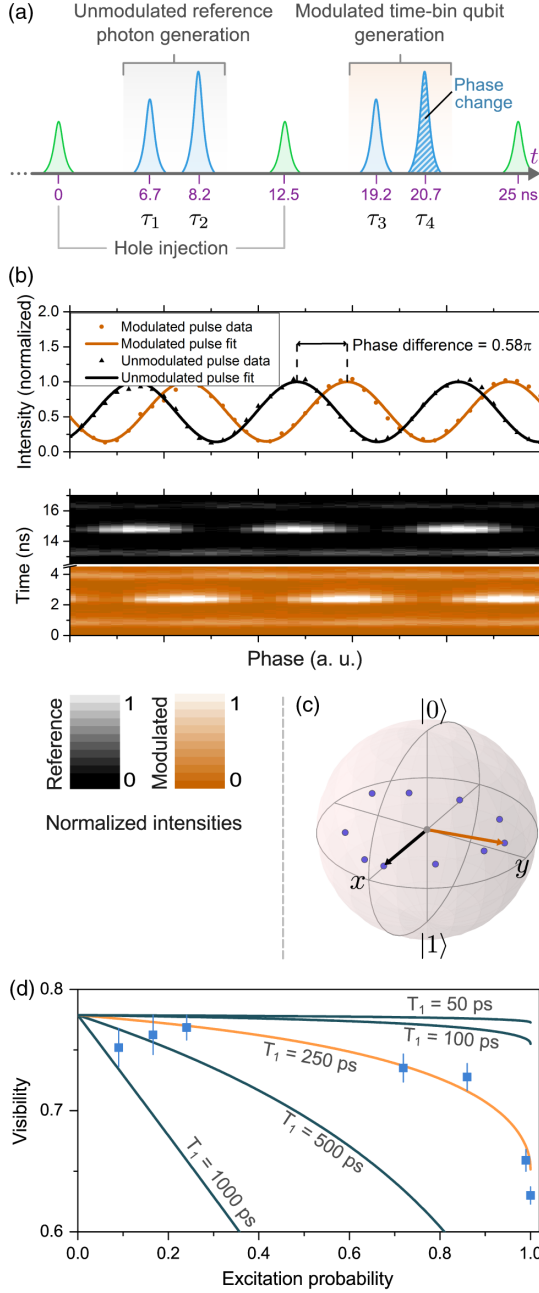 (a)
Unmodulated reference
photon generation
Modulated time-bin qubit
generation
Phase
change
t
0
6.7
8.2
12.5
19.2
20.7
25 ns
τ1
τ2
τ3
τ4
Hole injection
(b)
Intensity (normalized)
2.0
1.5
1.0
0.5
0.0
Modulated pulse data
Modulated pulse fit
Unmodulated pulse data
Unmodulated pulse fit
Phase difference = 0.58π
Time (ns)
16
14
4
2
0
Phase (a. u.)
Reference
1
0
Modulated
1
0
Normalized intensities
(c)
|0⟩
x
y
|1⟩
(d)
Visibility
0.8
0.7
0.6
T1 = 50 ps
T1 = 100 ps
T1 = 250 ps
T1 = 500 ps
T1 = 1000 ps
0.0
0.2
0.4
0.6
0.8
1.0
Excitation probability